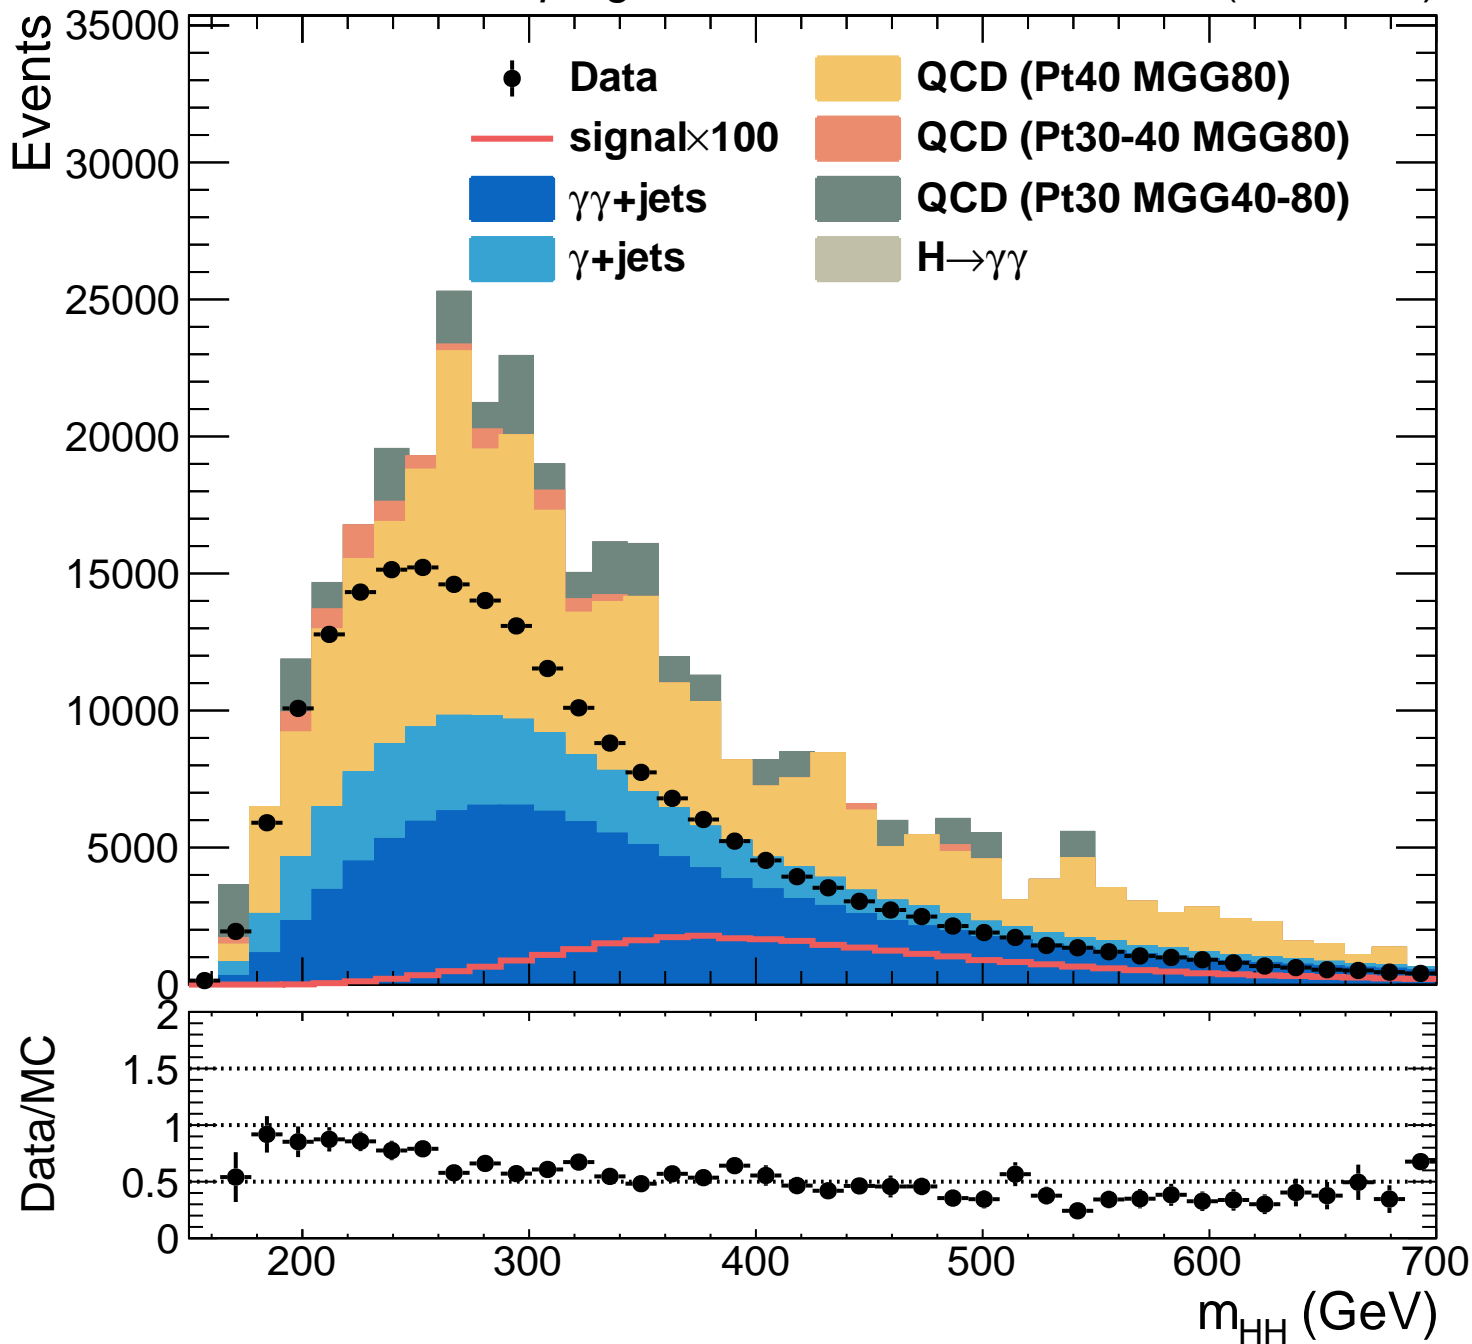 Events
35000
30000
25000
20000
15000
10000
5000
0
Data
signal×100
γγ+jets
γ+jets
QCD (Pt40 MGG80)
QCD (Pt30-40 MGG80)
QCD (Pt30 MGG40-80)
H→γγ
Data/MC
2
1.5
1
0.5
0
200 300 400 500 600 700
m_HH (GeV)